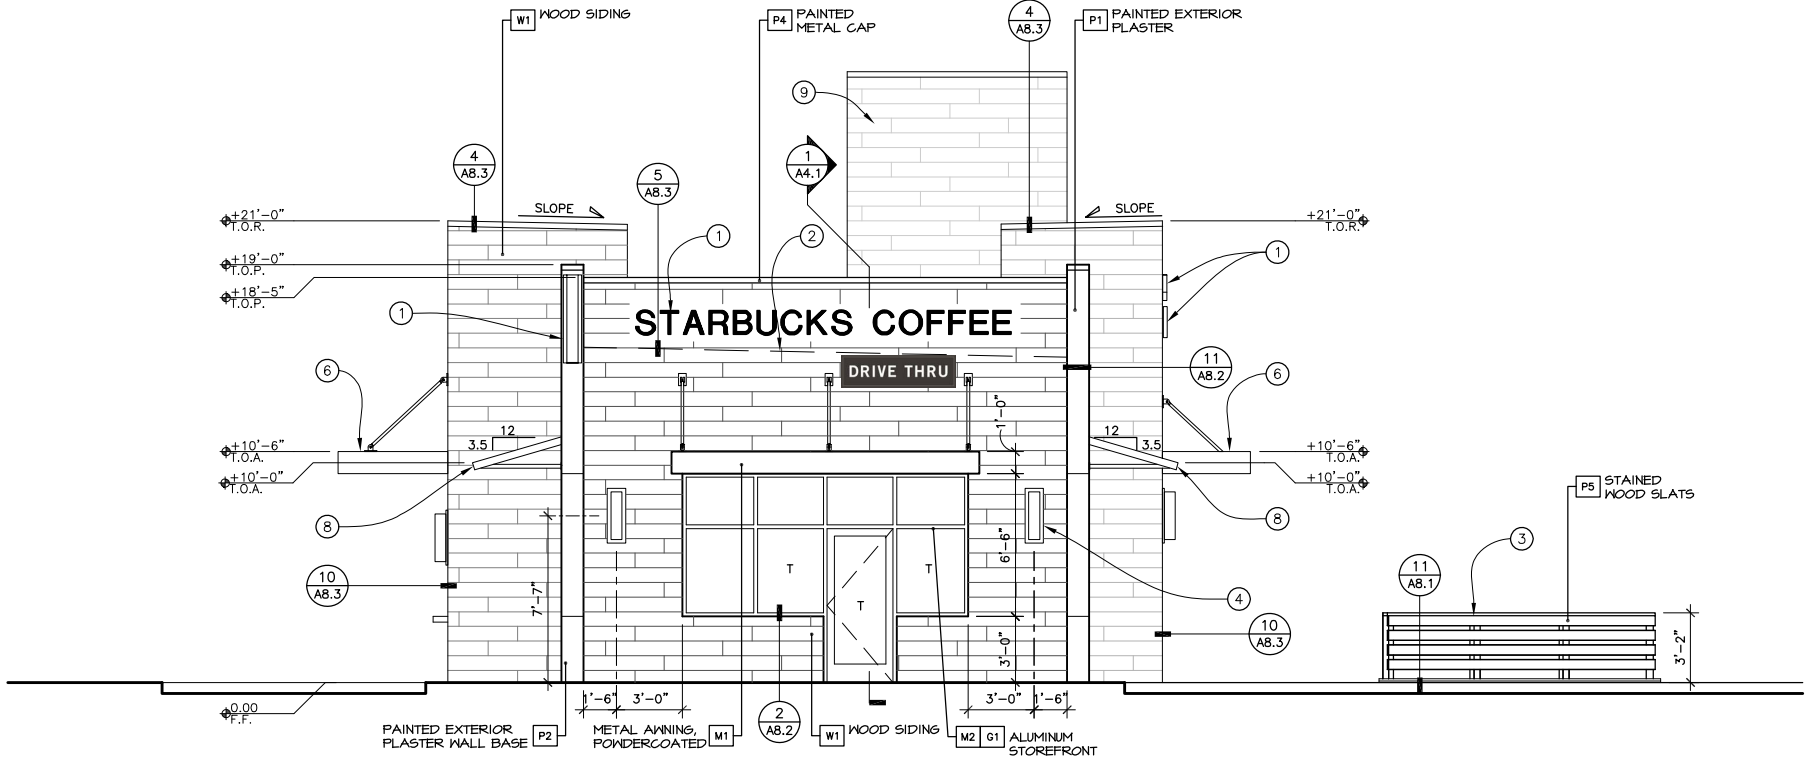 W1 WOOD SIDING
P4 PAINTED
METAL CAP
4
A8.3
P1 PAINTED EXTERIOR
PLASTER
9
4
A8.3
5
A8.3
1
A4.1
+21'-0"
T.O.R.
SLOPE
1
2
SLOPE
+21'-0"
T.O.R.
+19'-0"
T.O.P.
+18'-5"
T.O.P.
1
1
STARBUCKS COFFEE
DRIVE THRU
11
A8.2
6
6
1'-0"
12
3.5
12
3.5
+10'-6"
T.O.A.
+10'-0"
T.O.A.
+10'-6"
T.O.A.
+10'-0"
T.O.A.
P5 STAINED
WOOD SLATS
8
8
3
6'-6"
T
T
T
10
A8.3
7'-7"
4
11
A8.1
10
A8.3
3'-0"
3'-2"
0.00
F.F.
1'-6"
3'-0"
3'-0"
1'-6"
2
A8.2
PAINTED EXTERIOR
PLASTER WALL BASE P2
METAL AWNING,
POWDERCOATED M1
W1 WOOD SIDING
M2 G1 ALUMINUM
STOREFRONT